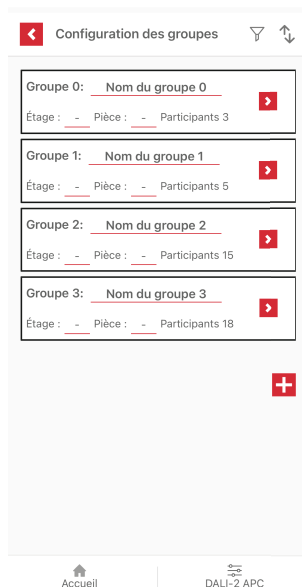 Configuration des groupes
Groupe 0: Nom du groupe 0
Étage : - Pièce : - Participants 3
Groupe 1: Nom du groupe 1
Étage : - Pièce : - Participants 5
Groupe 2: Nom du groupe 2
Étage : - Pièce : - Participants 15
Groupe 3: Nom du groupe 3
Étage : - Pièce : - Participants 18
Accueil DALI-2 APC